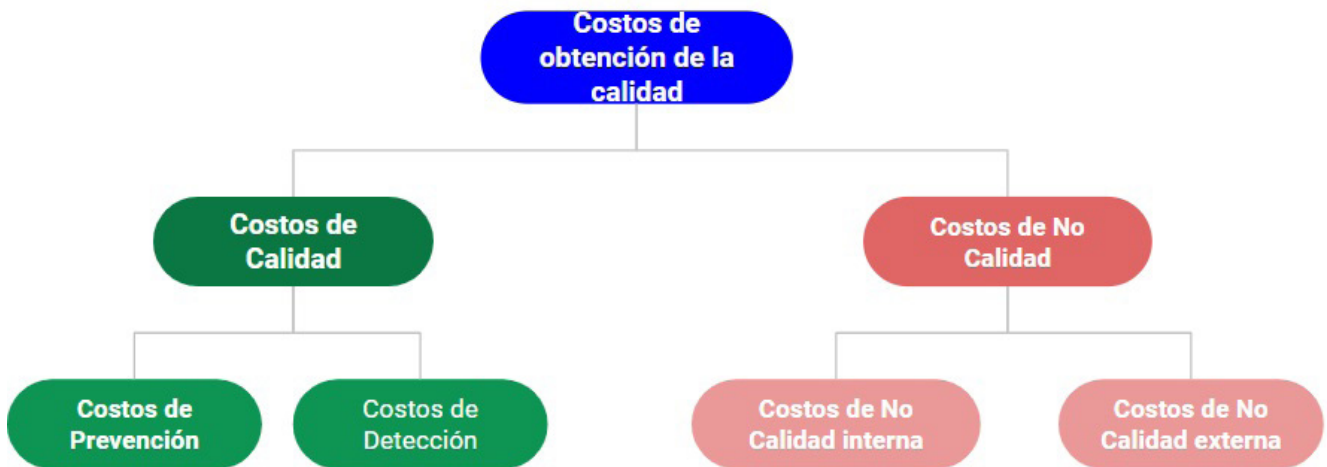 Costos de
obtención de la
calidad
Costos de
Calidad
Costos de No
Calidad
Costos de
Prevención
Costos de
Detección
Costos de No
Calidad interna
Costos de No
Calidad externa